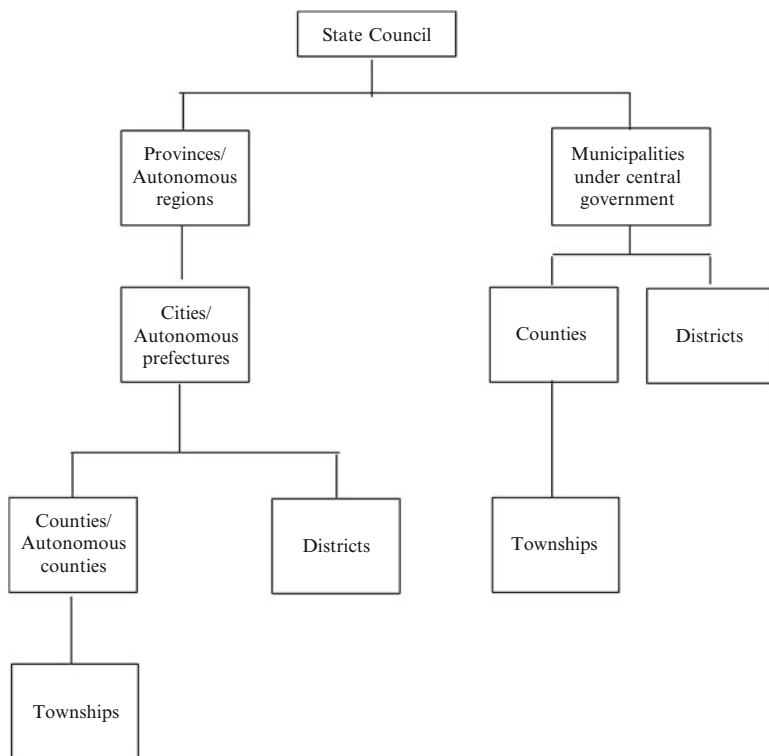 State Council
Provinces/
Autonomous
regions
Municipalities
under central
government
Cities/
Autonomous
prefectures
Counties
Districts
Counties/
Autonomous
counties
Districts
Townships
Townships